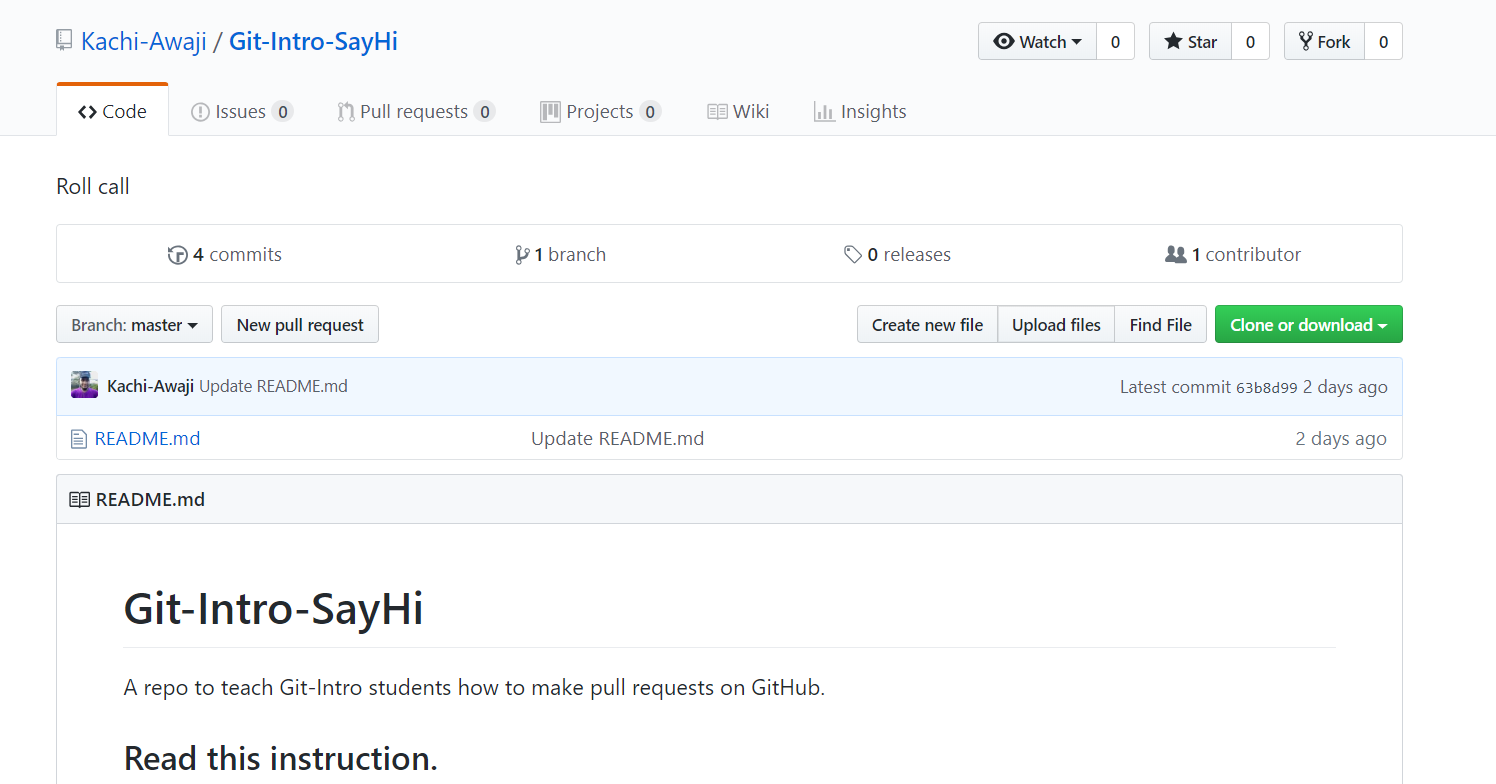 Kachi-Awaji / Git-Intro-SayHi
Watch 0 Star 0 Fork 0
Code Issues 0 Pull requests 0 Projects 0 Wiki Insights
Roll call
4 commits 1 branch 0 releases 1 contributor
Branch: master New pull request Create new file Upload files Find File Clone or download
Kachi-Awaji Update README.md Latest commit 63b8d99 2 days ago
README.md Update README.md 2 days ago
README.md
Git-Intro-SayHi
A repo to teach Git-Intro students how to make pull requests on GitHub.
Read this instruction.